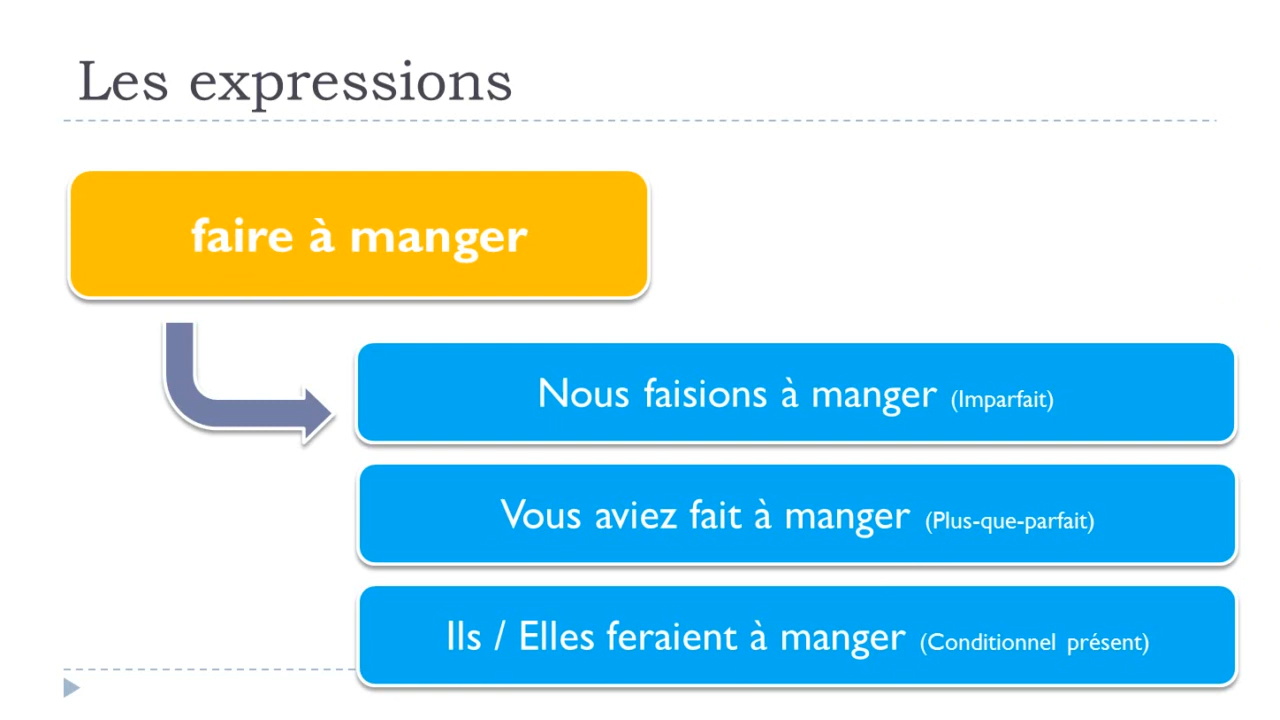 Les expressions
faire à manger
Nous faisions à manger (Imparfait)
Vous aviez fait à manger (Plus-que-parfait)
Ils / Elles feraient à manger (Conditionnel présent)